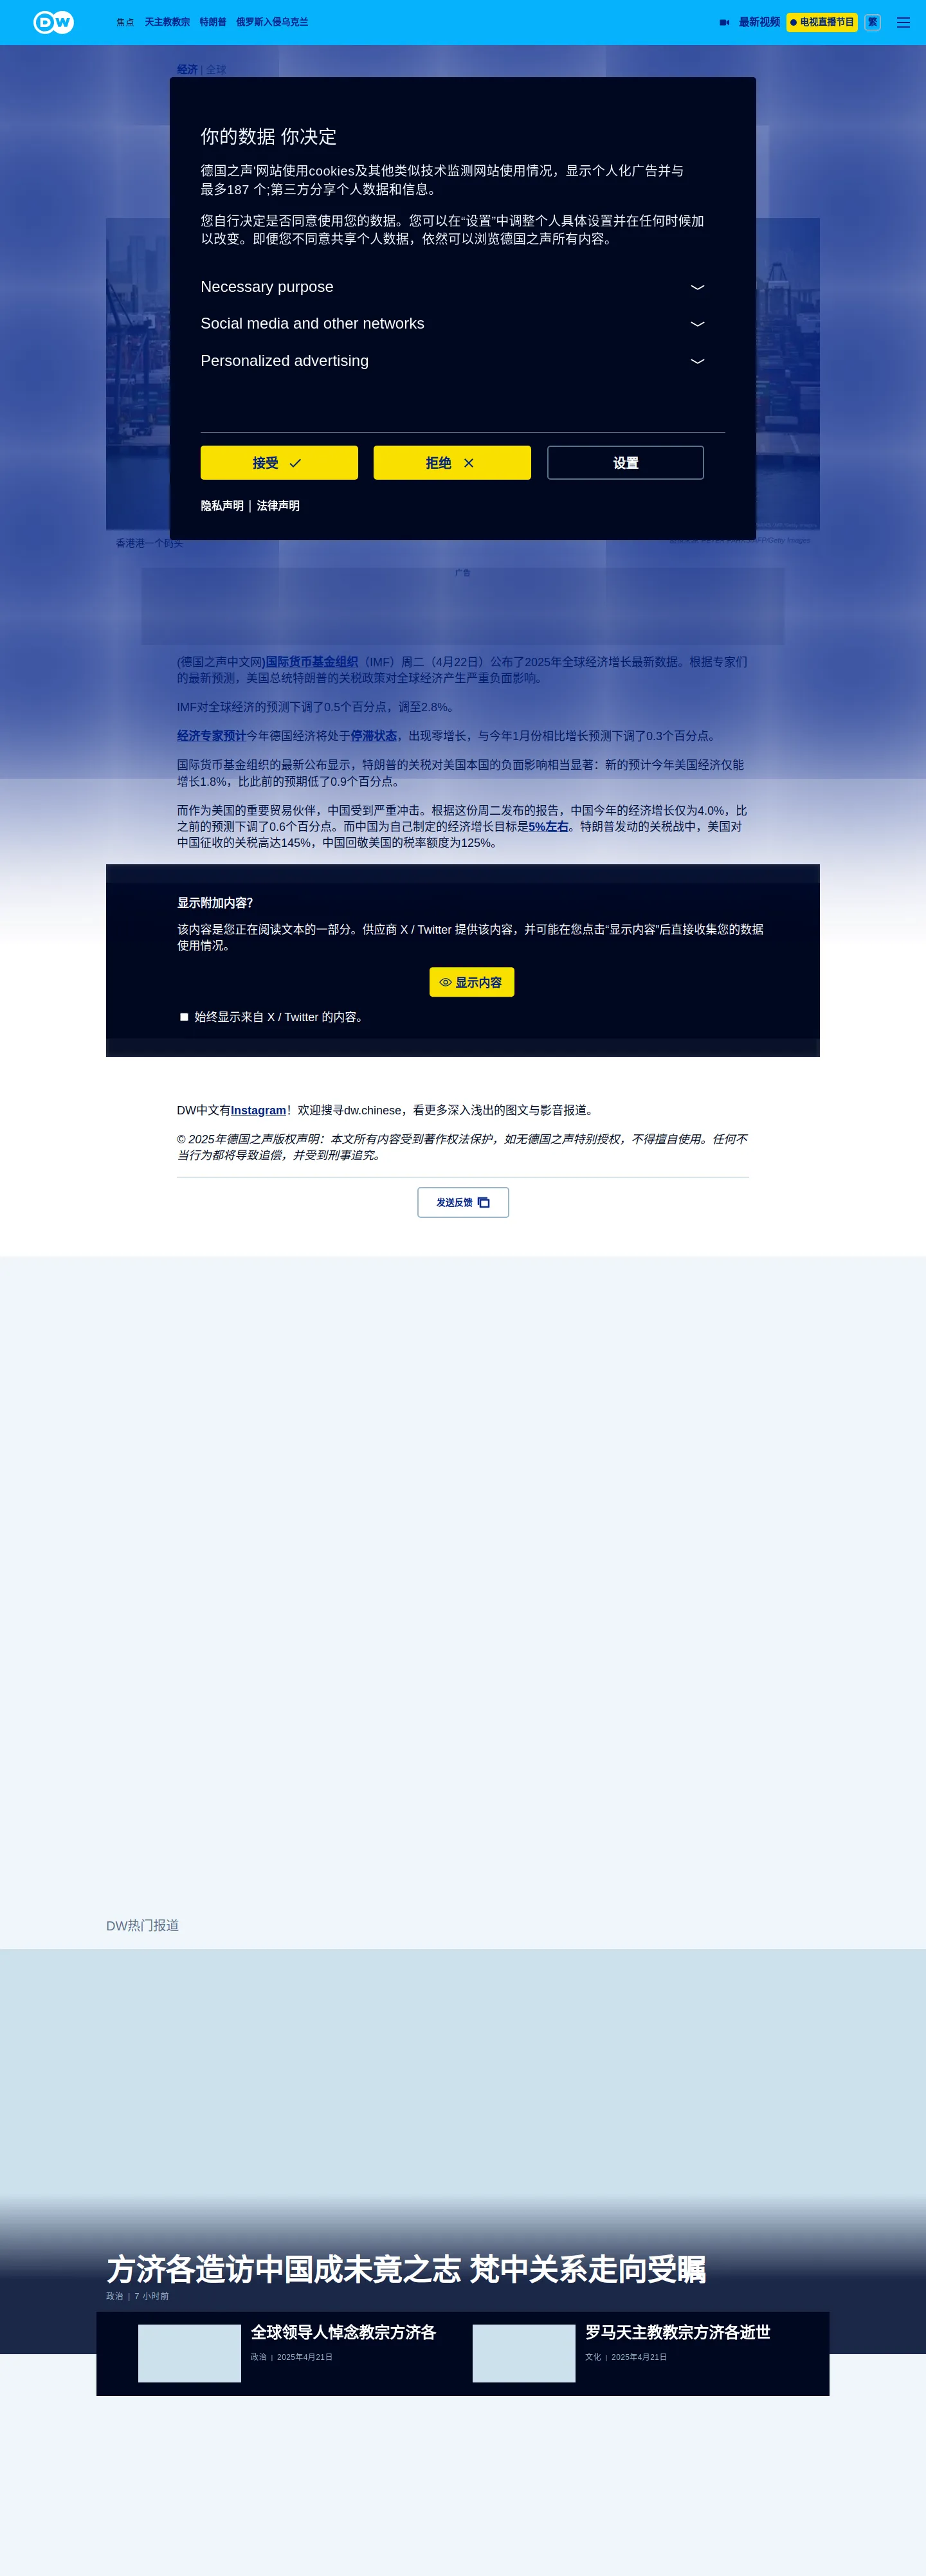 DW
焦点 天主教教宗 特朗普 俄罗斯入侵乌克兰 最新视频 电视直播节目 繁
经济 | 全球
你的数据 你决定
德国之声'网站使用cookies及其他类似技术监测网站使用情况，显示个人化广告并与
最多187 个;第三方分享个人数据和信息。
您自行决定是否同意使用您的数据。您可以在“设置”中调整个人具体设置并在任何时候加
以改变。即便您不同意共享个人数据，依然可以浏览德国之声所有内容。
Necessary purpose
Social media and other networks
Personalized advertising
接受 拒绝 设置
隐私声明 | 法律声明
香港港一个码头
广告
(德国之声中文网)国际货币基金组织（IMF）周二（4月22日）公布了2025年全球经济增长最新数据。根据专家们
的最新预测，美国总统特朗普的关税政策对全球经济产生严重负面影响。
IMF对全球经济的预测下调了0.5个百分点，调至2.8%。
经济专家预计今年德国经济将处于停滞状态，出现零增长，与今年1月份相比增长预测下调了0.3个百分点。
国际货币基金组织的最新公布显示，特朗普的关税对美国本国的负面影响相当显著：新的预计今年美国经济仅能
增长1.8%，比此前的预期低了0.9个百分点。
而作为美国的重要贸易伙伴，中国受到严重冲击。根据这份周二发布的报告，中国今年的经济增长仅为4.0%，比
之前的预测下调了0.6个百分点。而中国为自己制定的经济增长目标是5%左右。特朗普发动的关税战中，美国对
中国征收的关税高达145%，中国回敬美国的税率额度为125%。
显示附加内容？
该内容是您正在阅读文本的一部分。供应商 X / Twitter 提供该内容，并可能在您点击“显示内容”后直接收集您的数据
使用情况。
显示内容
始终显示来自 X / Twitter 的内容。
DW中文有Instagram！欢迎搜寻dw.chinese，看更多深入浅出的图文与影音报道。
© 2025年德国之声版权声明：本文所有内容受到著作权法保护，如无德国之声特别授权，不得擅自使用。任何不
当行为都将导致追偿，并受到刑事追究。
发送反馈
DW热门报道
方济各造访中国成未竟之志 梵中关系走向受瞩
政治 | 7 小时前
全球领导人悼念教宗方济各
政治 | 2025年4月21日
罗马天主教教宗方济各逝世
文化 | 2025年4月21日